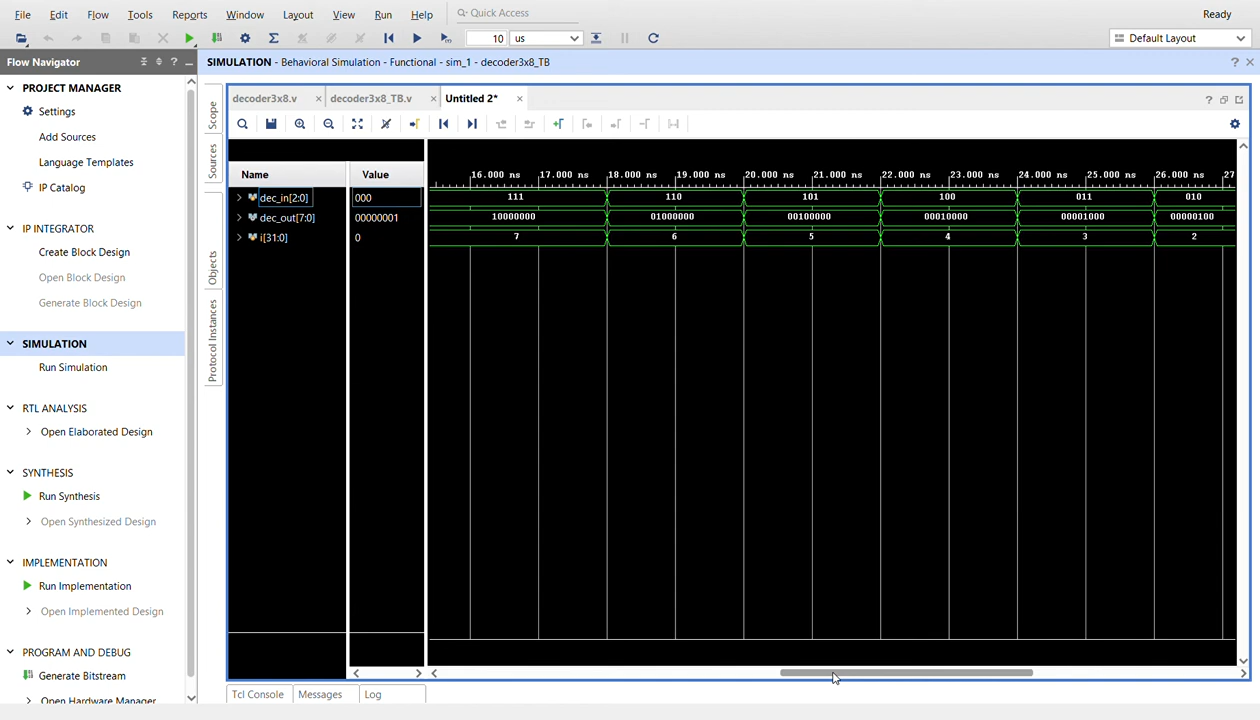 File Edit Flow Tools Reports Window Layout View Run Help Quick Access Ready
10 us Default Layout
Flow Navigator
SIMULATION - Behavioral Simulation - Functional - sim_1 - decoder3x8_TB
PROJECT MANAGER
Settings
Add Sources
Language Templates
IP Catalog
IP INTEGRATOR
Create Block Design
Open Block Design
Generate Block Design
SIMULATION
Run Simulation
RTL ANALYSIS
Open Elaborated Design
SYNTHESIS
Run Synthesis
Open Synthesized Design
IMPLEMENTATION
Run Implementation
Open Implemented Design
PROGRAM AND DEBUG
Generate Bitstream
Open Hardware Manager
Scope
Sources
Objects
Protocol Instances
decoder3x8.v decoder3x8_TB.v Untitled 2*
Name Value
16.000 ns 17.000 ns 18.000 ns 19.000 ns 20.000 ns 21.000 ns 22.000 ns 23.000 ns 24.000 ns 25.000 ns 26.000 ns 27
dec_in[2:0] 000 111 110 101 100 011 010
dec_out[7:0] 00000001 10000000 01000000 00100000 00010000 00001000 00000100
i[31:0] 0 7 6 5 4 3 2
Tcl Console Messages Log